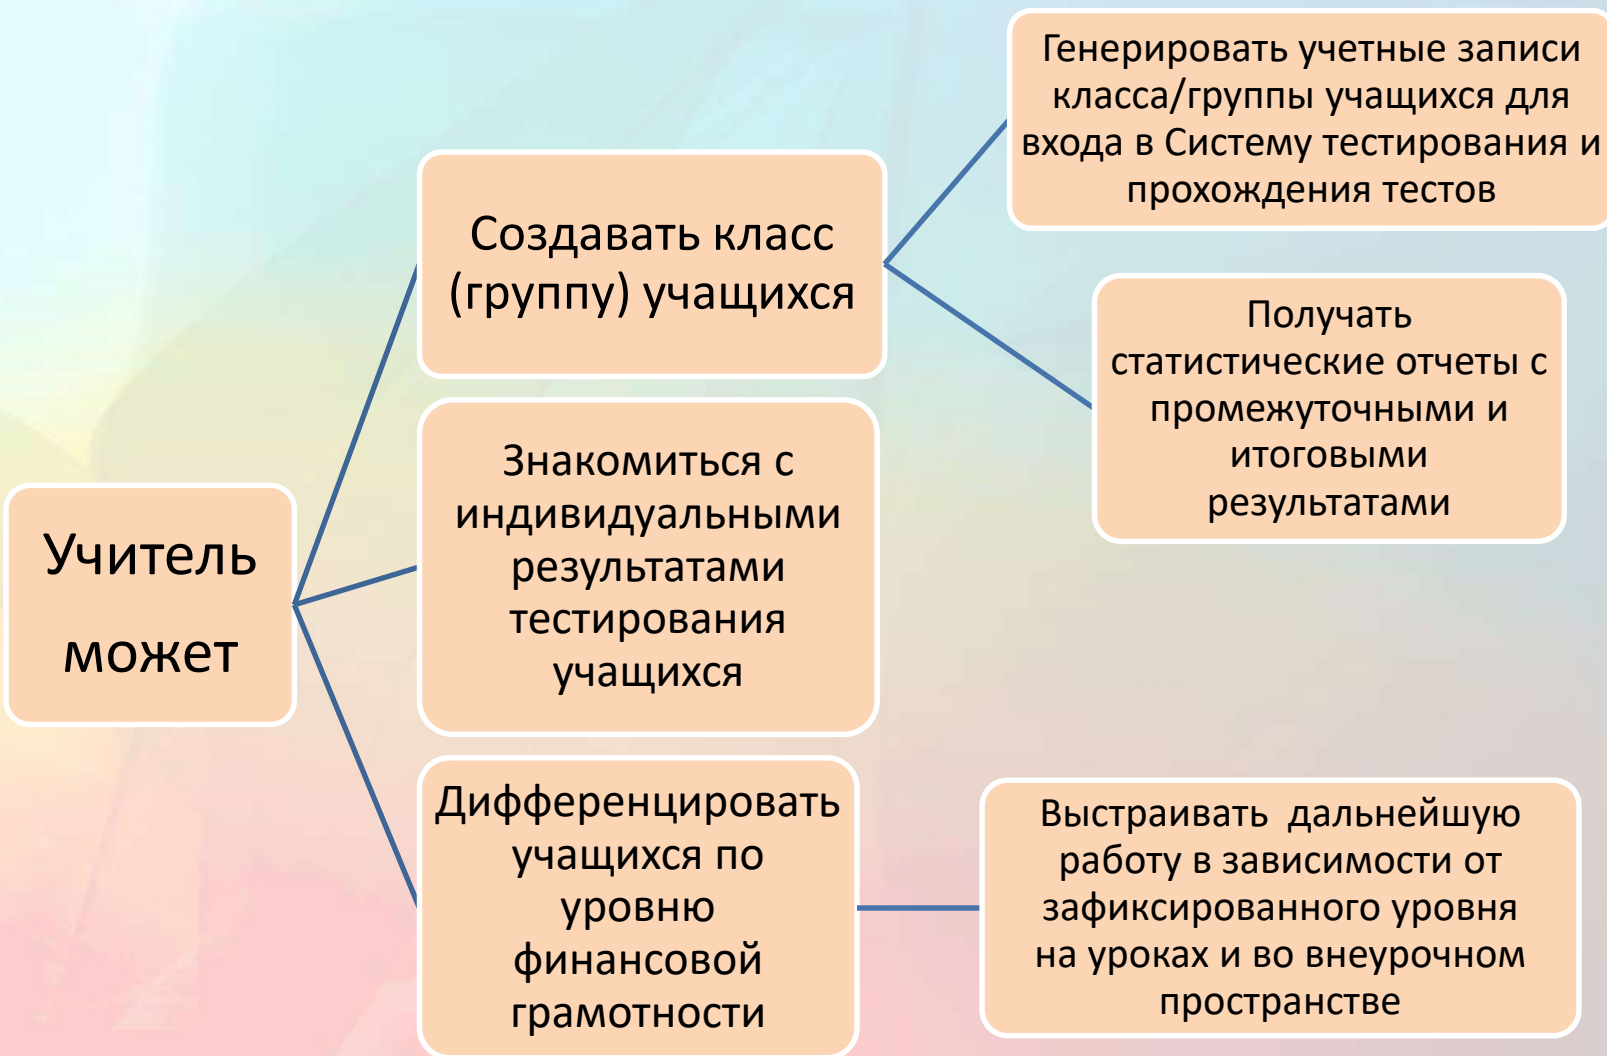 Учитель
может
Создавать класс
(группу) учащихся
Генерировать учетные записи
класса/группы учащихся для
входа в Систему тестирования и
прохождения тестов
Получать
статистические отчеты с
промежуточными и
итоговыми
результатами
Знакомиться с
индивидуальными
результатами
тестирования
учащихся
Дифференцировать
учащихся по
уровню
финансовой
грамотности
Выстраивать  дальнейшую
работу в зависимости от
зафиксированного уровня
на уроках и во внеурочном
пространстве